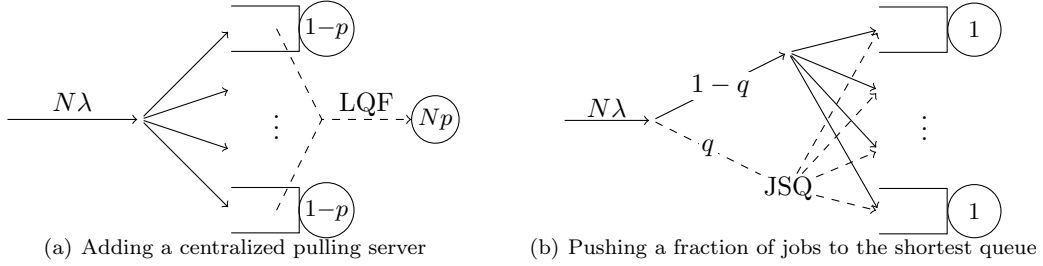 1−p
Nλ
LQF
Np
⋮
1−p
(a) Adding a centralized pulling server
1
1 − q
Nλ
q
⋮
JSQ
1
(b) Pushing a fraction of jobs to the shortest queue